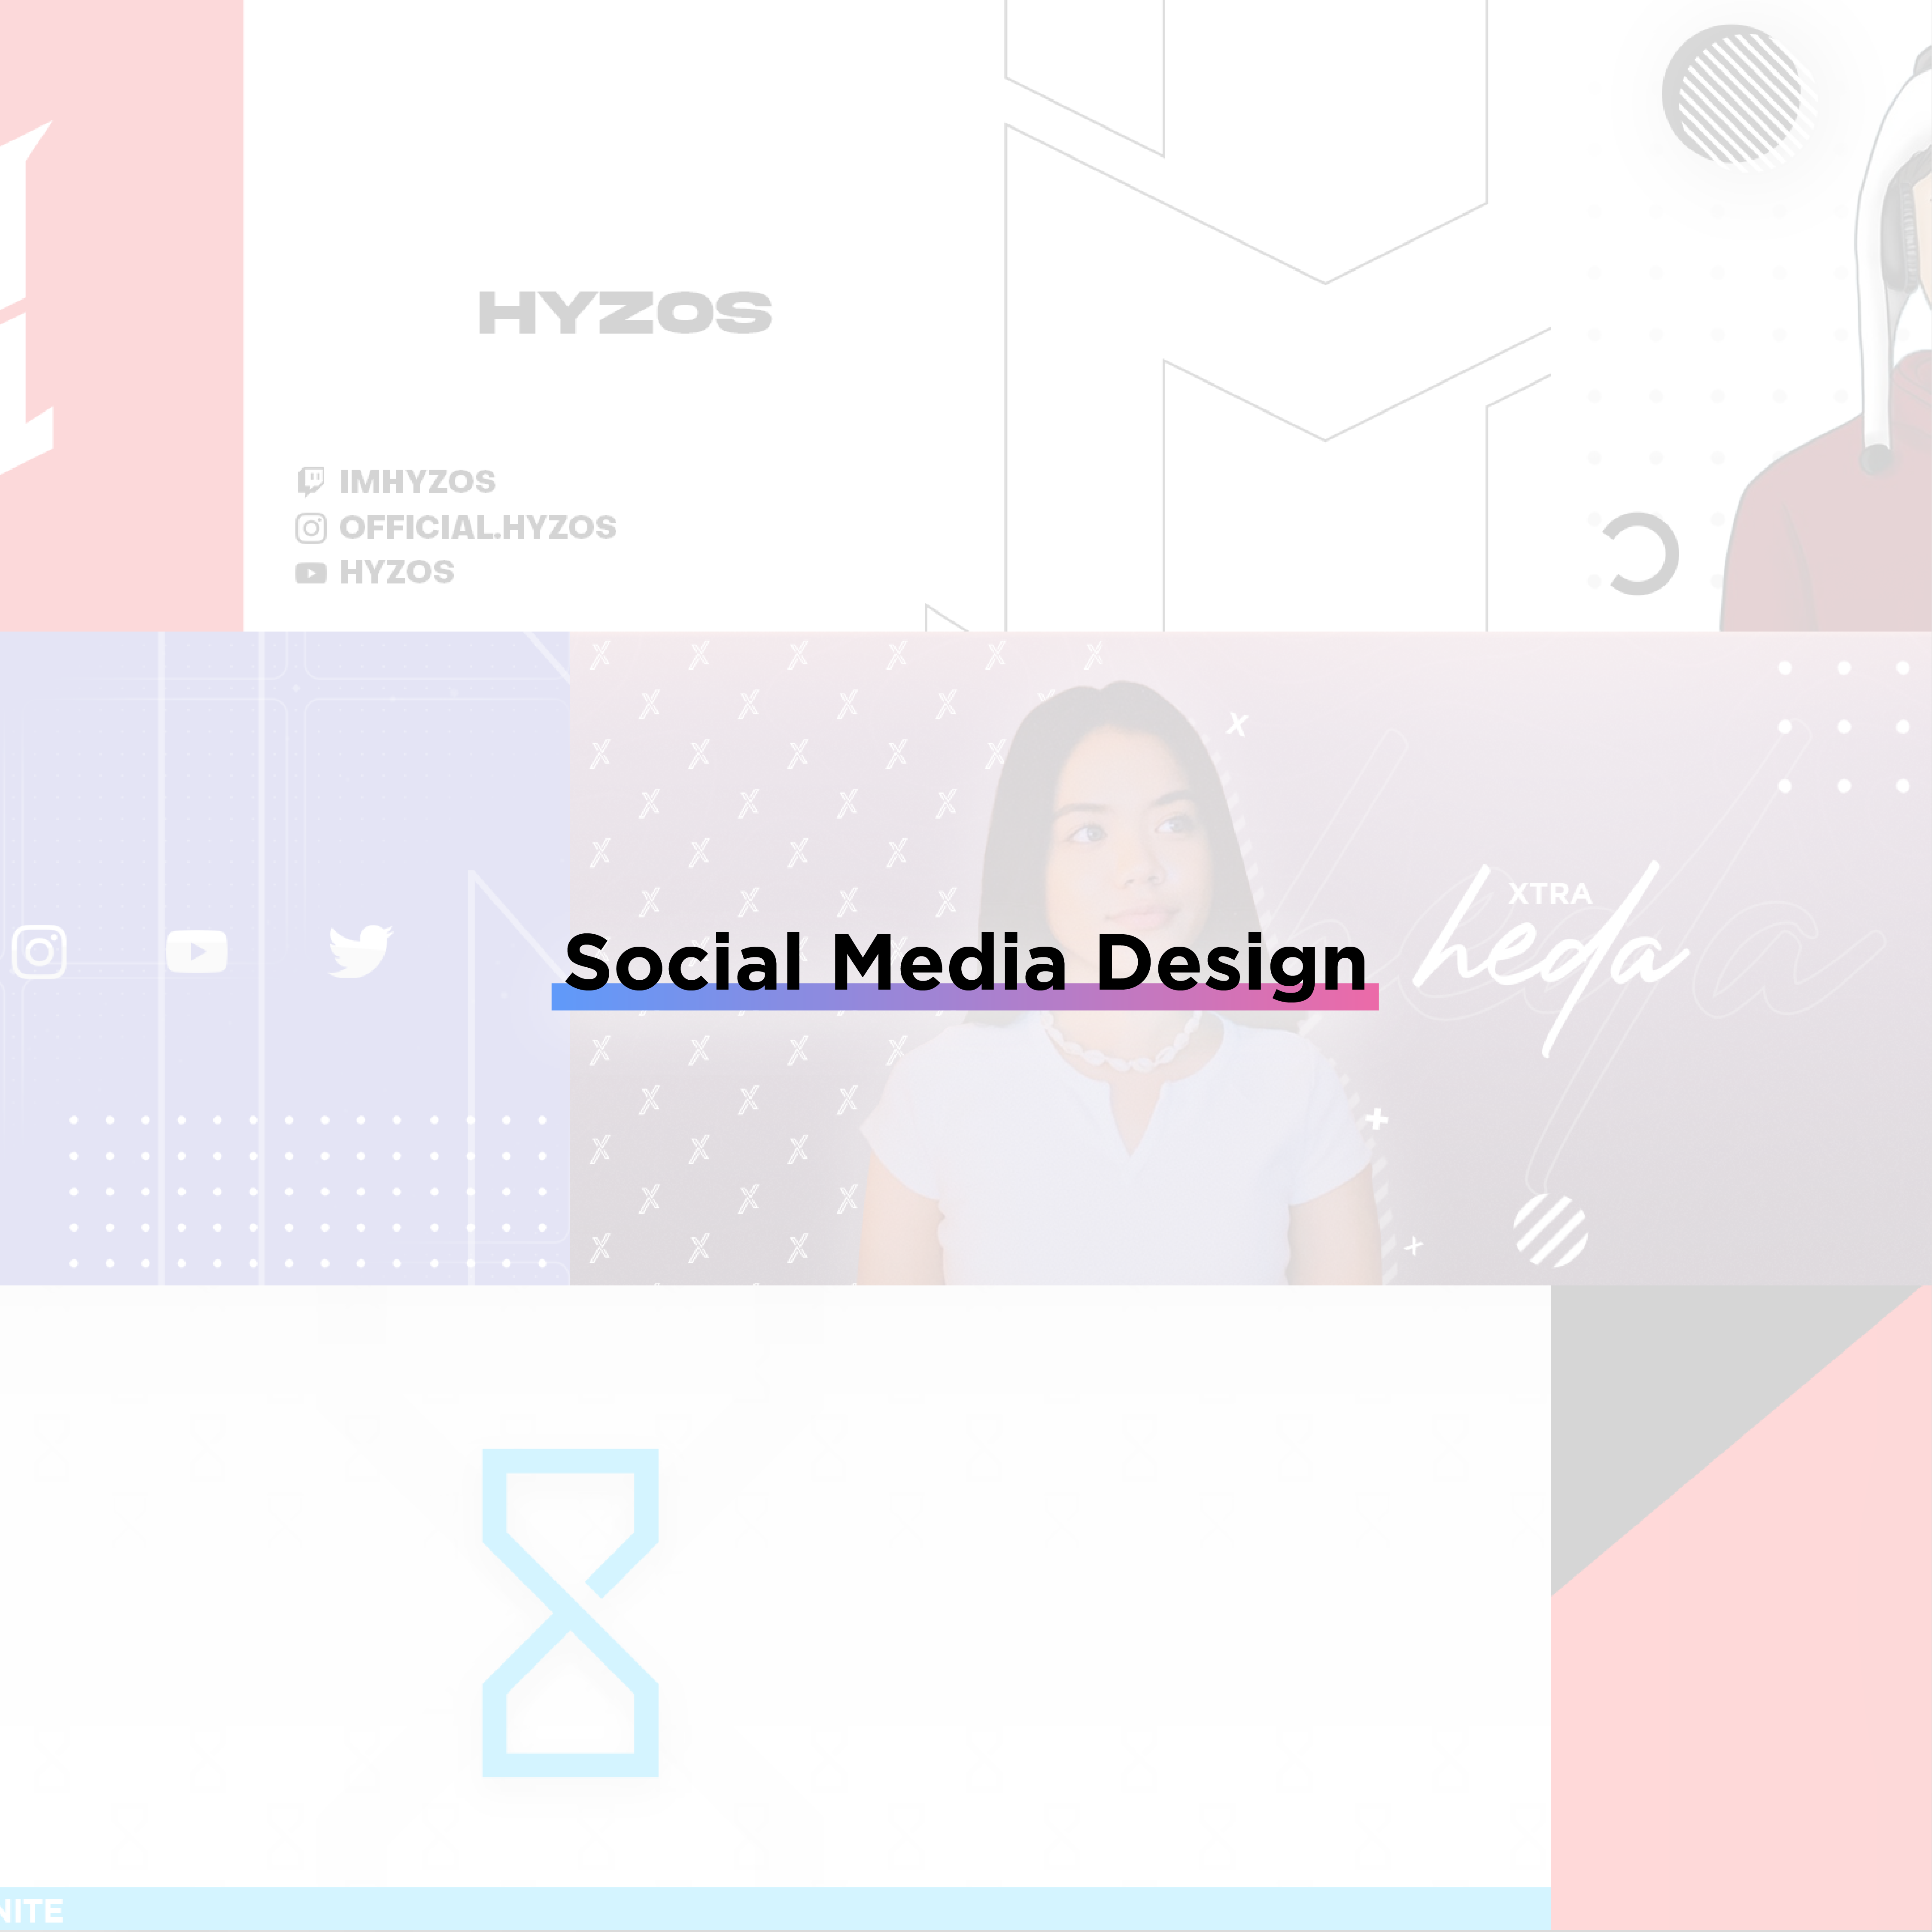 HYZOS
IMHYZOS
OFFICIAL.HYZOS
HYZOS
XTRA
heda
Social Media Design
NITE